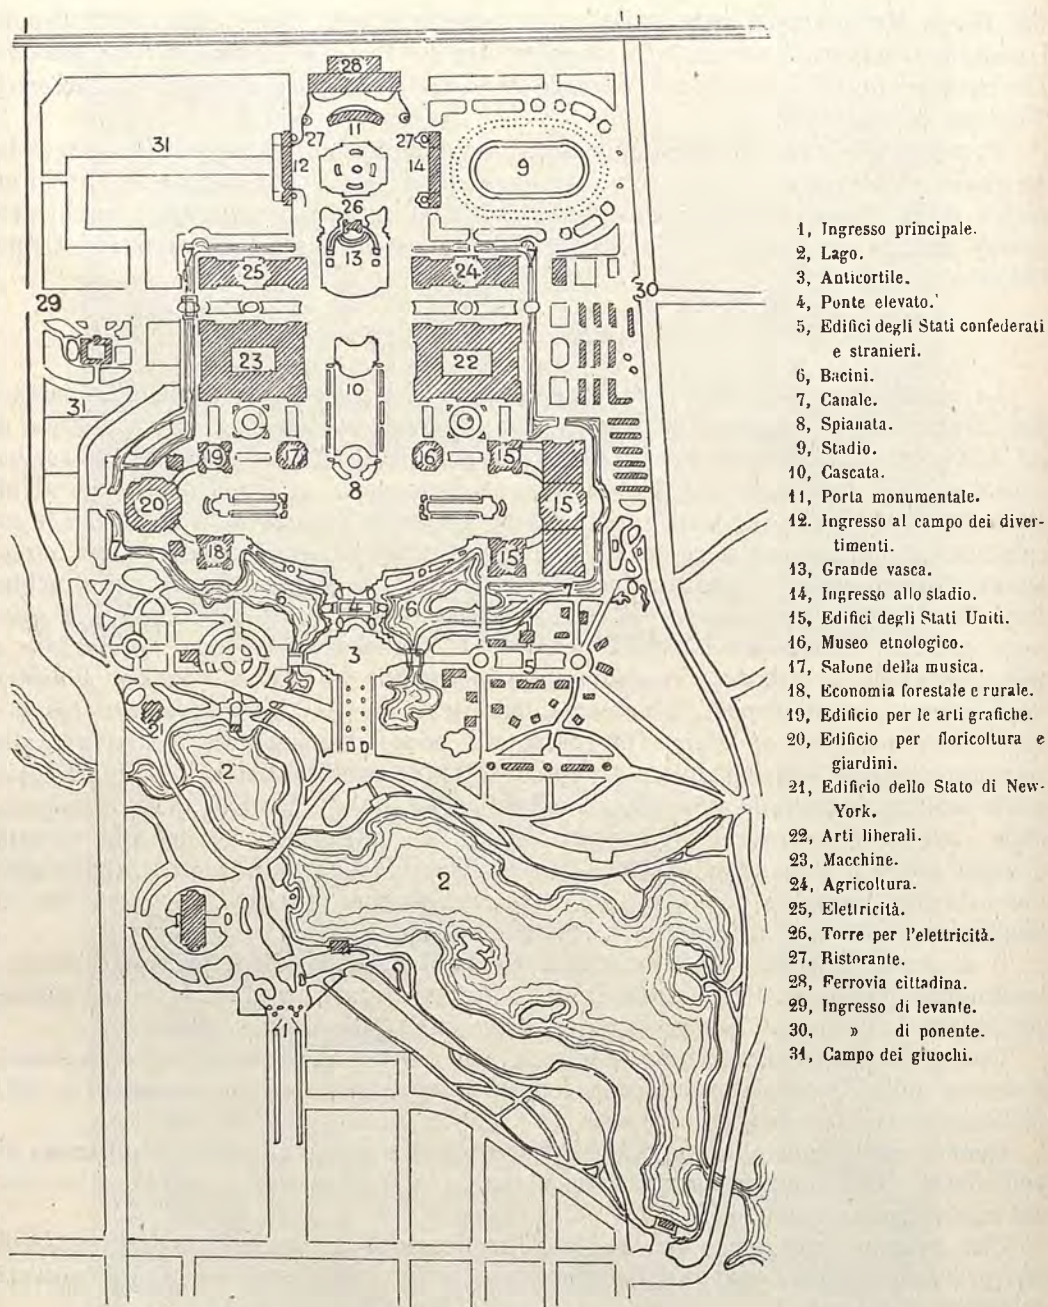 28
11
31
27
27
12
14
9
26
13
25
24
29
30
23
22
10
31
19
17
16
15
8
20
15
18
15
7
7
6
4
6
3
5
21
2
2
1
1, Ingresso principale.
2, Lago.
3, Anticortile.
4, Ponte elevato.'
5, Edifici degli Stati confederati
e stranieri.
6, Bacini.
7, Canale.
8, Spianata.
9, Stadio.
10, Cascata.
11, Porta monumentale.
12. Ingresso al campo dei diver-
timenti.
13, Grande vasca.
14, Ingresso allo stadio.
15, Edifici degli Stati Uniti.
16, Museo etnologico.
17, Salone della musica.
18, Economia forestale e rurale.
19, Edificio per le arti grafiche.
20, Edificio per floricoltura e
giardini.
21, Edificio dello Stato di New-
York.
22, Arti liberali.
23, Macchine.
24, Agricoltura.
25, Elettricità.
26, Torre per l'elettricità.
27, Ristorante.
28, Ferrovia cittadina.
29, Ingresso di levante.
30, » di ponente.
31, Campo dei giuochi.